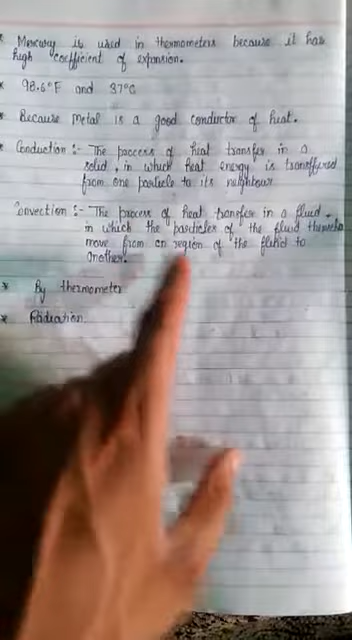 * Mercury is used in thermometers because it has
high coefficient of expansion.
* 98.6°F and 37°C
* Because Metal is a good conductor of heat.
* Conduction :- The process of heat transfer in a
solid, in which heat energy is transffered
from one particle to its neighbour
Convection :- The process of heat transfer in a fluid.
in which the particles of the fluid
move from on region of the fluid to
another.
* By thermometer
* Radiation